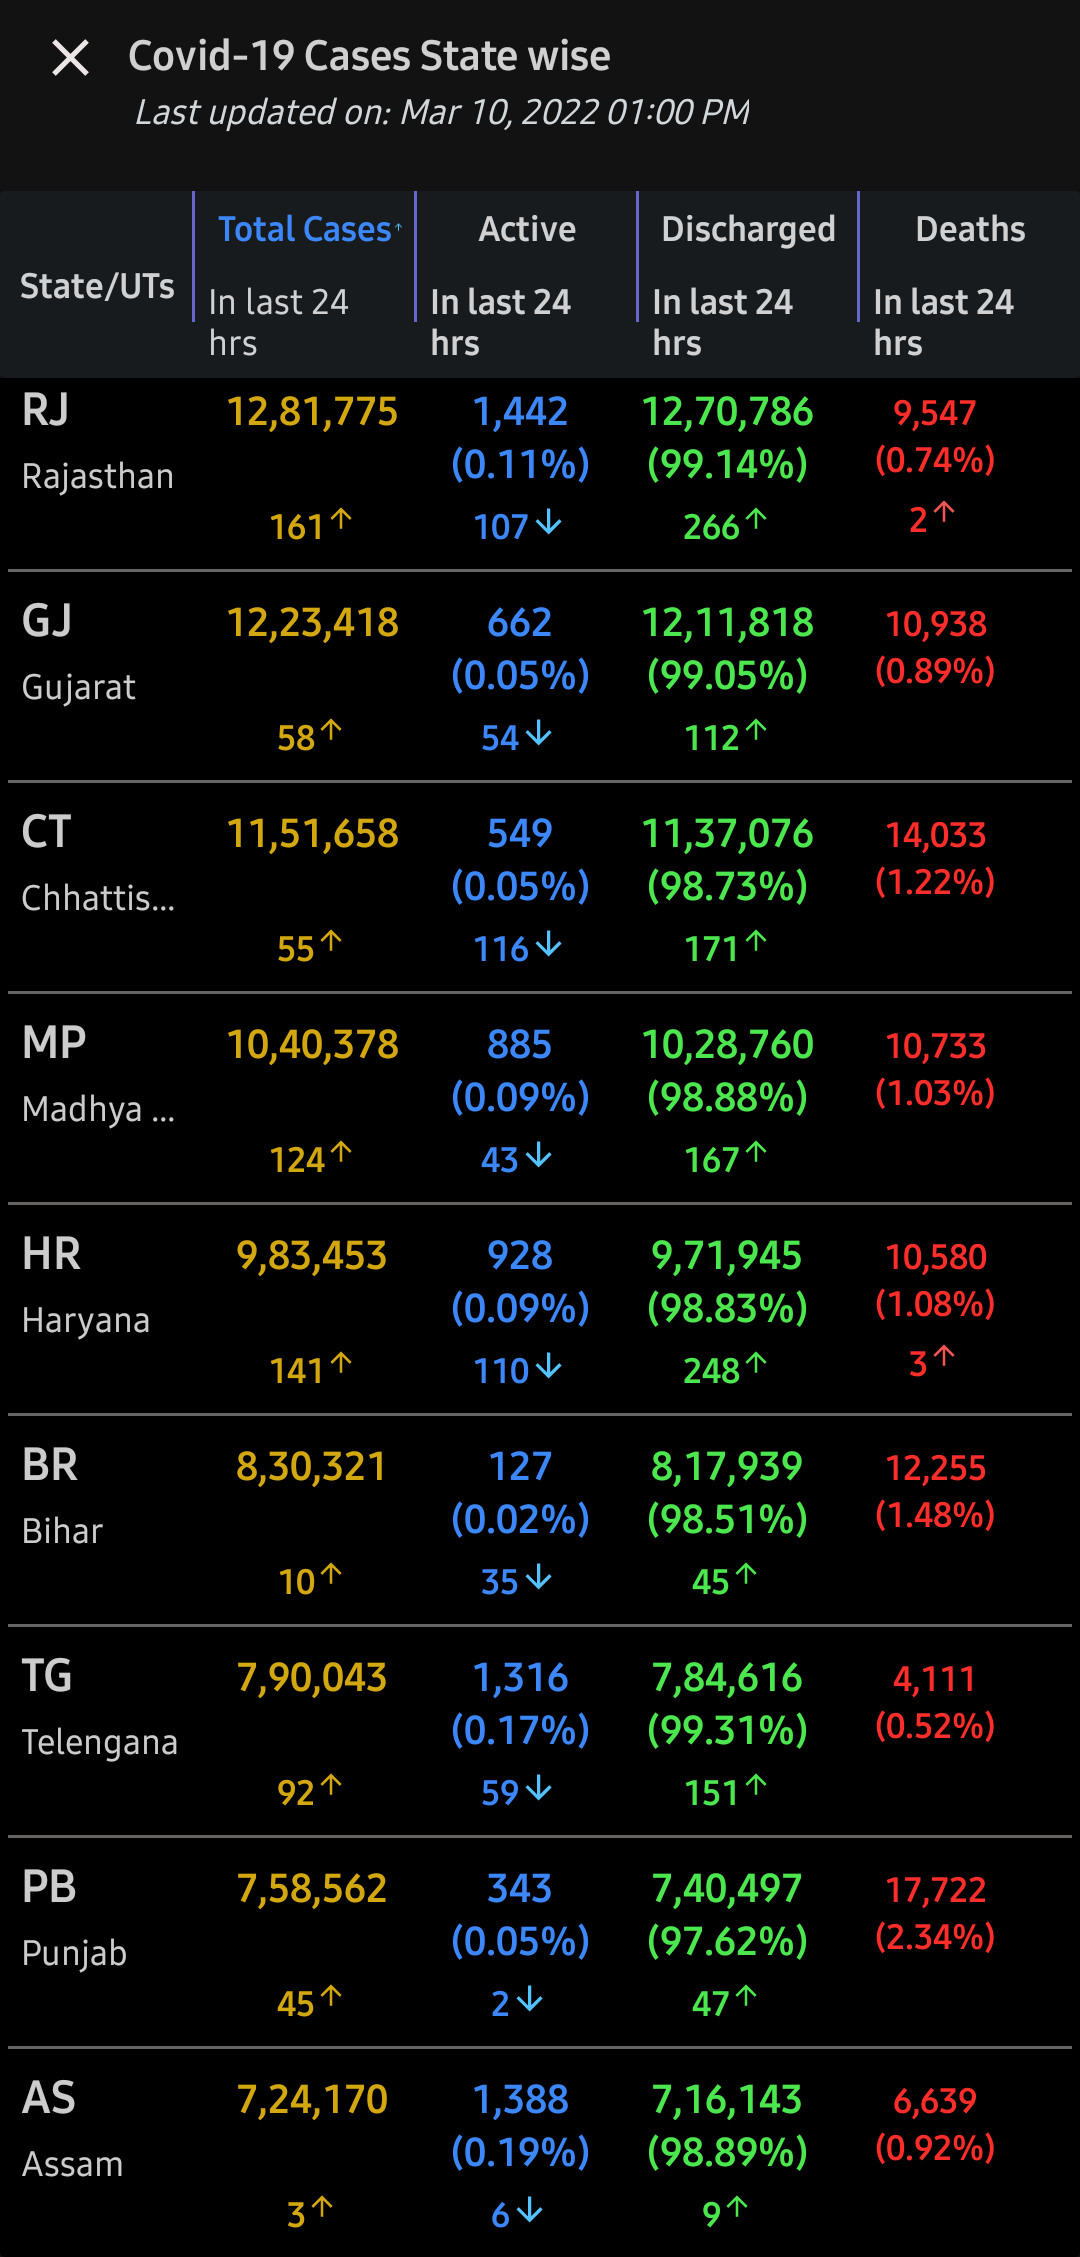 Covid-19 Cases State wise
Last updated on: Mar 10, 2022 01:00 PM
State/UTs Total Cases↑ Active Discharged Deaths
In last 24 hrs In last 24 hrs In last 24 hrs In last 24 hrs
RJ 12,81,775 1,442 12,70,786 9,547
Rajasthan (0.11%) (99.14%) (0.74%)
161↑ 107↓ 266↑ 2↑
GJ 12,23,418 662 12,11,818 10,938
Gujarat (0.05%) (99.05%) (0.89%)
58↑ 54↓ 112↑
CT 11,51,658 549 11,37,076 14,033
Chhattis... (0.05%) (98.73%) (1.22%)
55↑ 116↓ 171↑
MP 10,40,378 885 10,28,760 10,733
Madhya ... (0.09%) (98.88%) (1.03%)
124↑ 43↓ 167↑
HR 9,83,453 928 9,71,945 10,580
Haryana (0.09%) (98.83%) (1.08%)
141↑ 110↓ 248↑ 3↑
BR 8,30,321 127 8,17,939 12,255
Bihar (0.02%) (98.51%) (1.48%)
10↑ 35↓ 45↑
TG 7,90,043 1,316 7,84,616 4,111
Telengana (0.17%) (99.31%) (0.52%)
92↑ 59↓ 151↑
PB 7,58,562 343 7,40,497 17,722
Punjab (0.05%) (97.62%) (2.34%)
45↑ 2↓ 47↑
AS 7,24,170 1,388 7,16,143 6,639
Assam (0.19%) (98.89%) (0.92%)
3↑ 6↓ 9↑